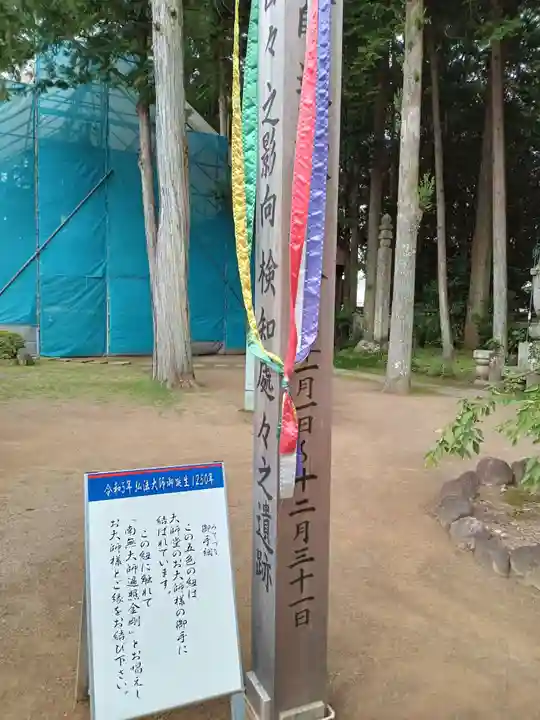 々之影向検知處々之遺跡
月一日〜十二月三十一日
令和5年 弘法大師御誕生1250年
御手綱
この五色の紐は
大師堂のお大師様の御手に
結ばれています。
この紐に触れて
「南無大師遍照金剛」とお唱えし
お大師様とご縁をお結び下さい。